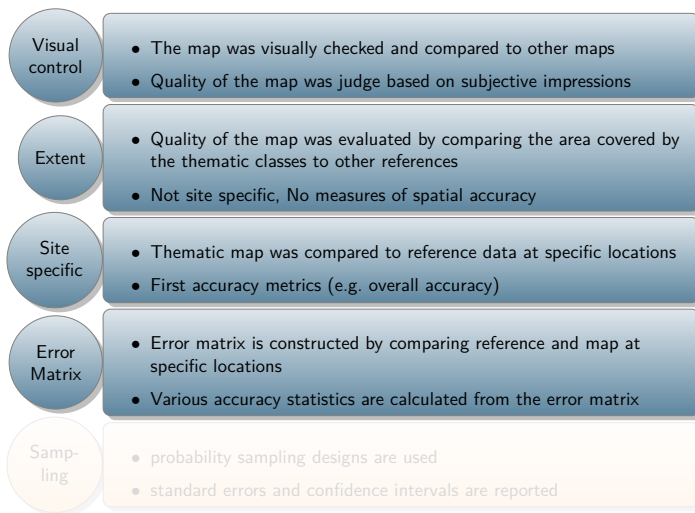 Visual
control
• The map was visually checked and compared to other maps
• Quality of the map was judge based on subjective impressions
Extent
• Quality of the map was evaluated by comparing the area covered by
the thematic classes to other references
• Not site specific, No measures of spatial accuracy
Site
specific
• Thematic map was compared to reference data at specific locations
• First accuracy metrics (e.g. overall accuracy)
Error
Matrix
• Error matrix is constructed by comparing reference and map at
specific locations
• Various accuracy statistics are calculated from the error matrix
Samp-
ling
• probability sampling designs are used
• standard errors and confidence intervals are reported